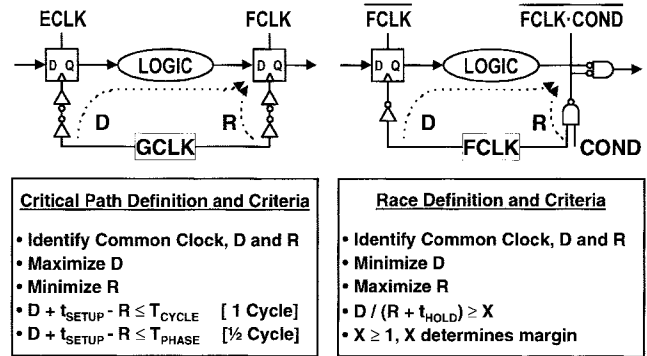 ECLK
FCLK
D Q
LOGIC
D Q
D
R
GCLK
FCLK
FCLK·COND
D Q
LOGIC
D
R
FCLK
COND
Critical Path Definition and Criteria
• Identify Common Clock, D and R
• Maximize D
• Minimize R
• D + tSETUP - R ≤ TCYCLE [ 1 Cycle]
• D + tSETUP - R ≤ TPHASE [½ Cycle]
Race Definition and Criteria
• Identify Common Clock, D and R
• Minimize D
• Maximize R
• D / (R + tHOLD) ≥ X
• X ≥ 1, X determines margin